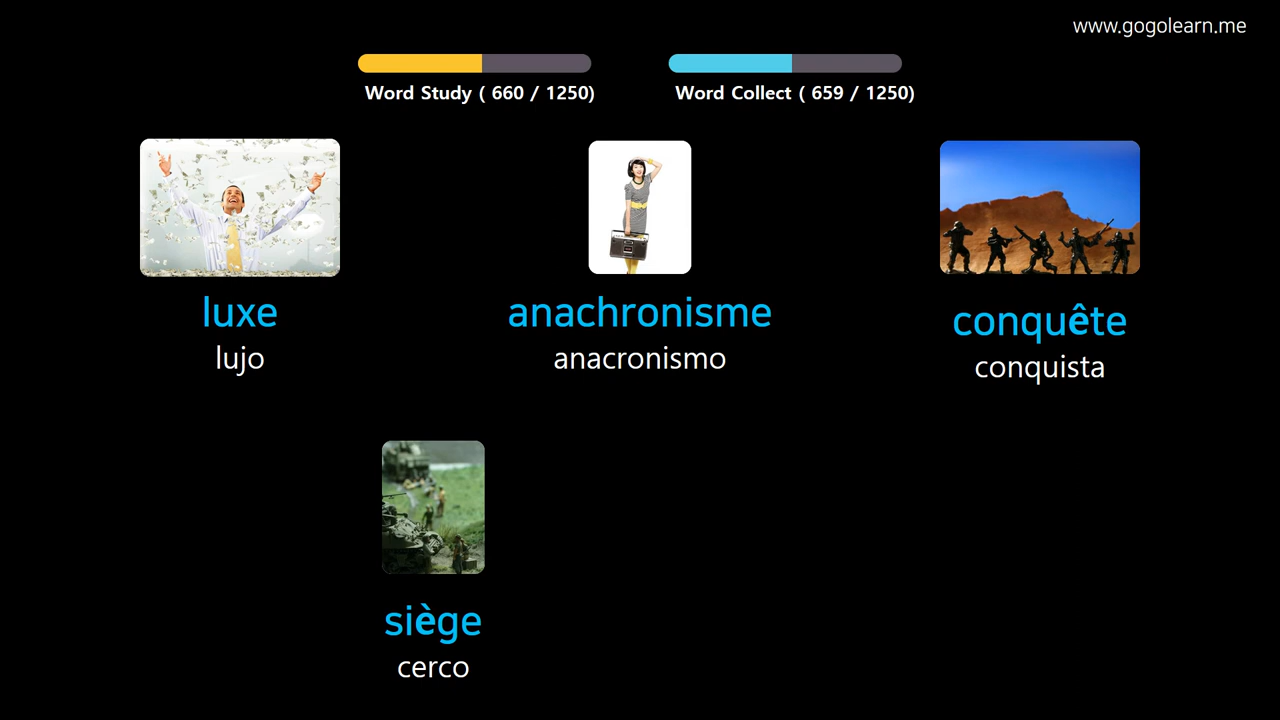 www.gogolearn.me
Word Study ( 660 / 1250)
Word Collect ( 659 / 1250)
luxe
lujo
anachronisme
anacronismo
conquête
conquista
siège
cerco